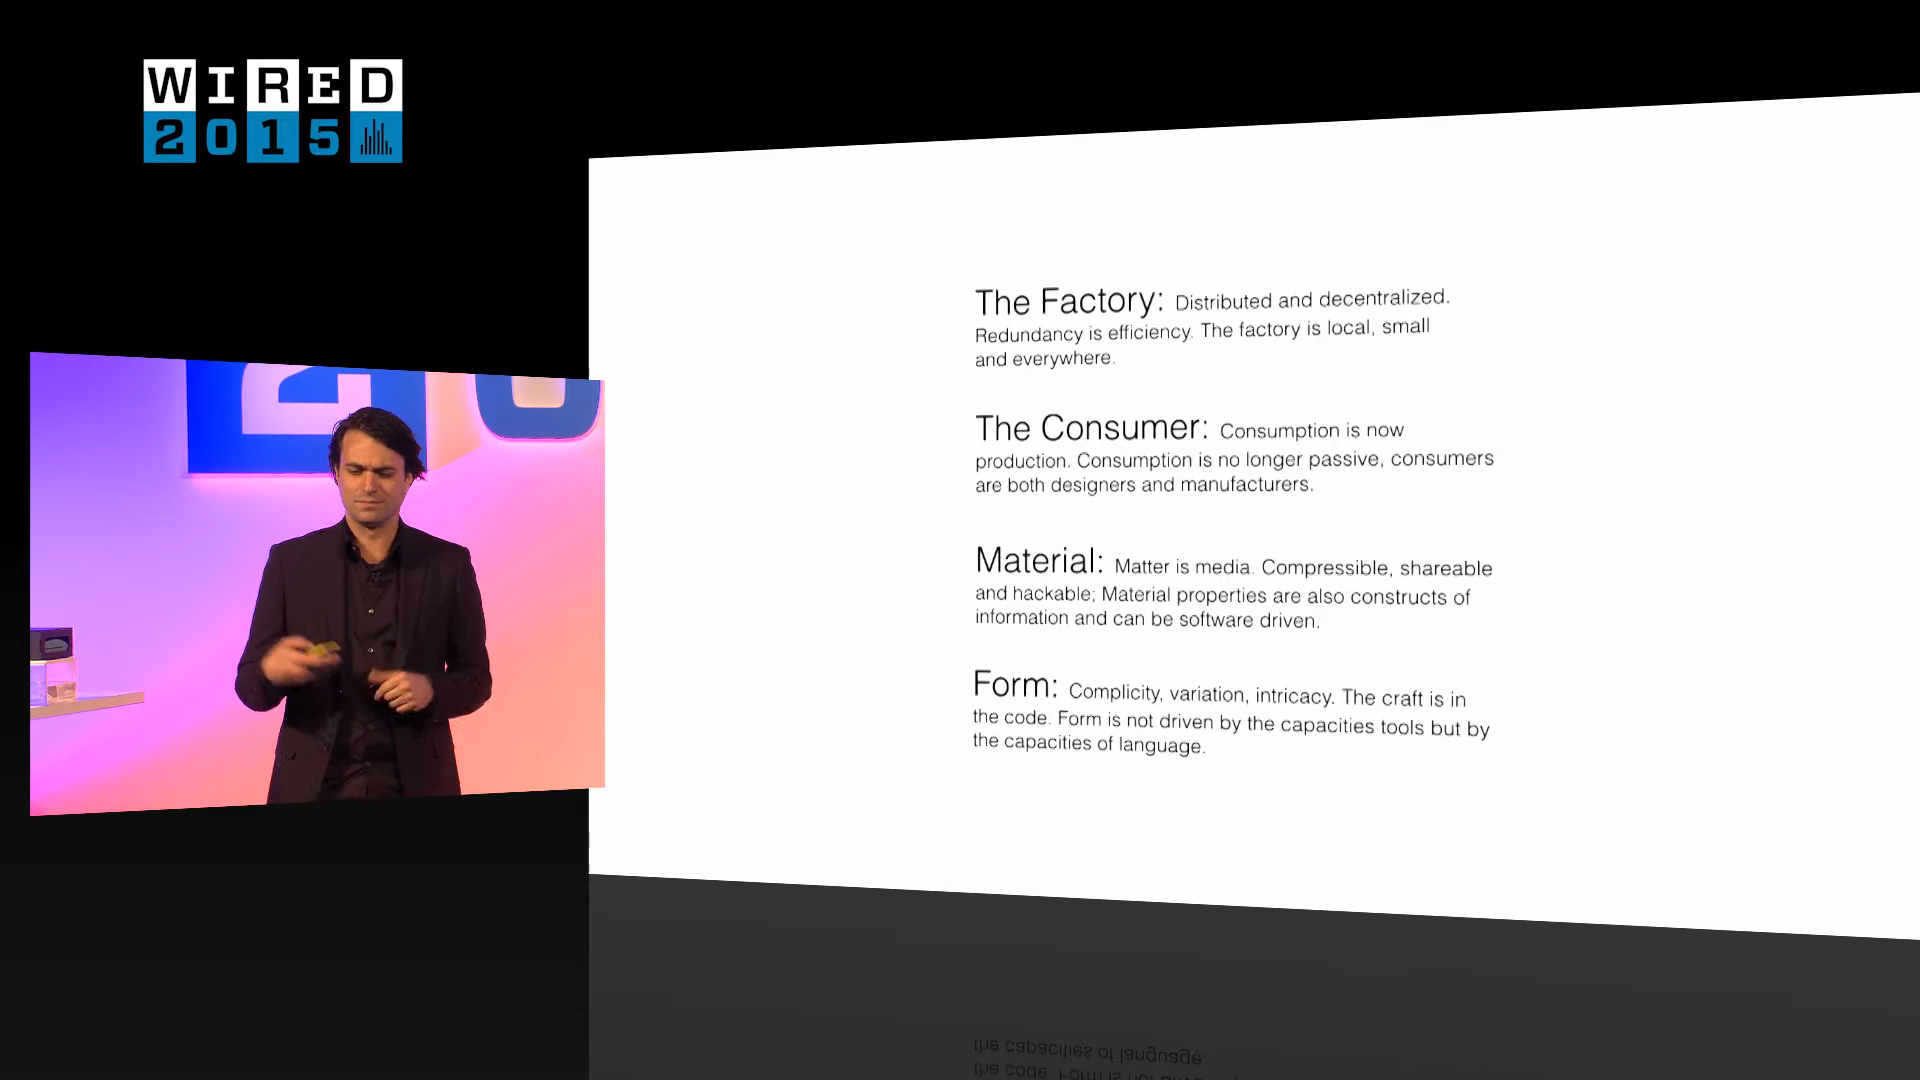 WIRED
2015
The Factory: Distributed and decentralized.
Redundancy is efficiency. The factory is local, small
and everywhere.
The Consumer: Consumption is now
production. Consumption is no longer passive, consumers
are both designers and manufacturers.
Material: Matter is media. Compressible, shareable
and hackable; Material properties are also constructs of
information and can be software driven.
Form: Complicity, variation, intricacy. The craft is in
the code. Form is not driven by the capacities tools but by
the capacities of language.
the capacities of language.